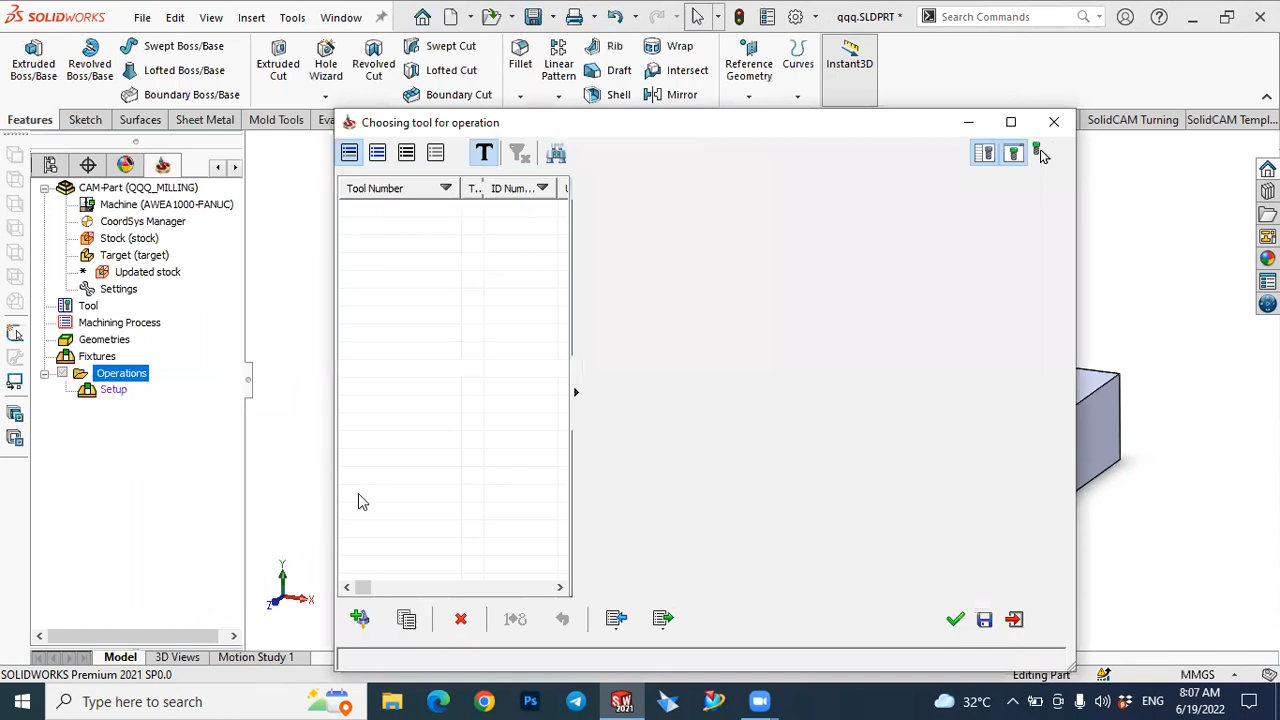 SOLIDWORKS File Edit View Insert Tools Window qqq.SLDPRT * Search Commands
Extruded Boss/Base Revolved Boss/Base Swept Boss/Base Lofted Boss/Base Boundary Boss/Base Extruded Cut Hole Wizard Revolved Cut Swept Cut Lofted Cut Boundary Cut Fillet Linear Pattern Rib Draft Shell Wrap Intersect Mirror Reference Geometry Curves Instant3D
Features Sketch Surfaces Sheet Metal Mold Tools Eva SolidCAM Turning SolidCAM Templ...
Choosing tool for operation
T
Tool Number T.. ID Num... U
CAM-Part (QQQ_MILLING)
Machine (AWEA1000-FANUC)
CoordSys Manager
Stock (stock)
Target (target)
* Updated stock
Settings
Tool
Machining Process
Geometries
Fixtures
Operations
Setup
Y
X
Z
Model 3D Views Motion Study 1
SOLIDWORKS Premium 2021 SP0.0 Editing Part MMGS
Type here to search 32°C ENG 8:07 AM
6/19/2022